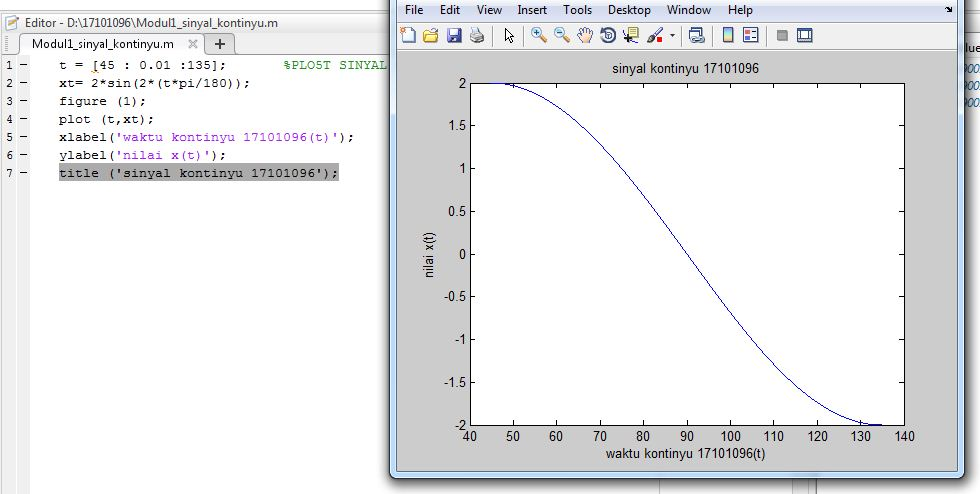 Editor - D:\17101096\Modul1_sinyal_kontinyu.m
Modul1_sinyal_kontinyu.m
1 t = [45 : 0.01 :135]; %PLOST SINYAL
2 xt= 2*sin(2*(t*pi/180));
3 figure (1);
4 plot (t,xt);
5 xlabel('waktu kontinyu 17101096(t)');
6 ylabel('nilai x(t)');
7 title ('sinyal kontinyu 17101096');
File Edit View Insert Tools Desktop Window Help
sinyal kontinyu 17101096
2
1.5
1
0.5
0
-0.5
-1
-1.5
-2
nilai x(t)
40 50 60 70 80 90 100 110 120 130 140
waktu kontinyu 17101096(t)